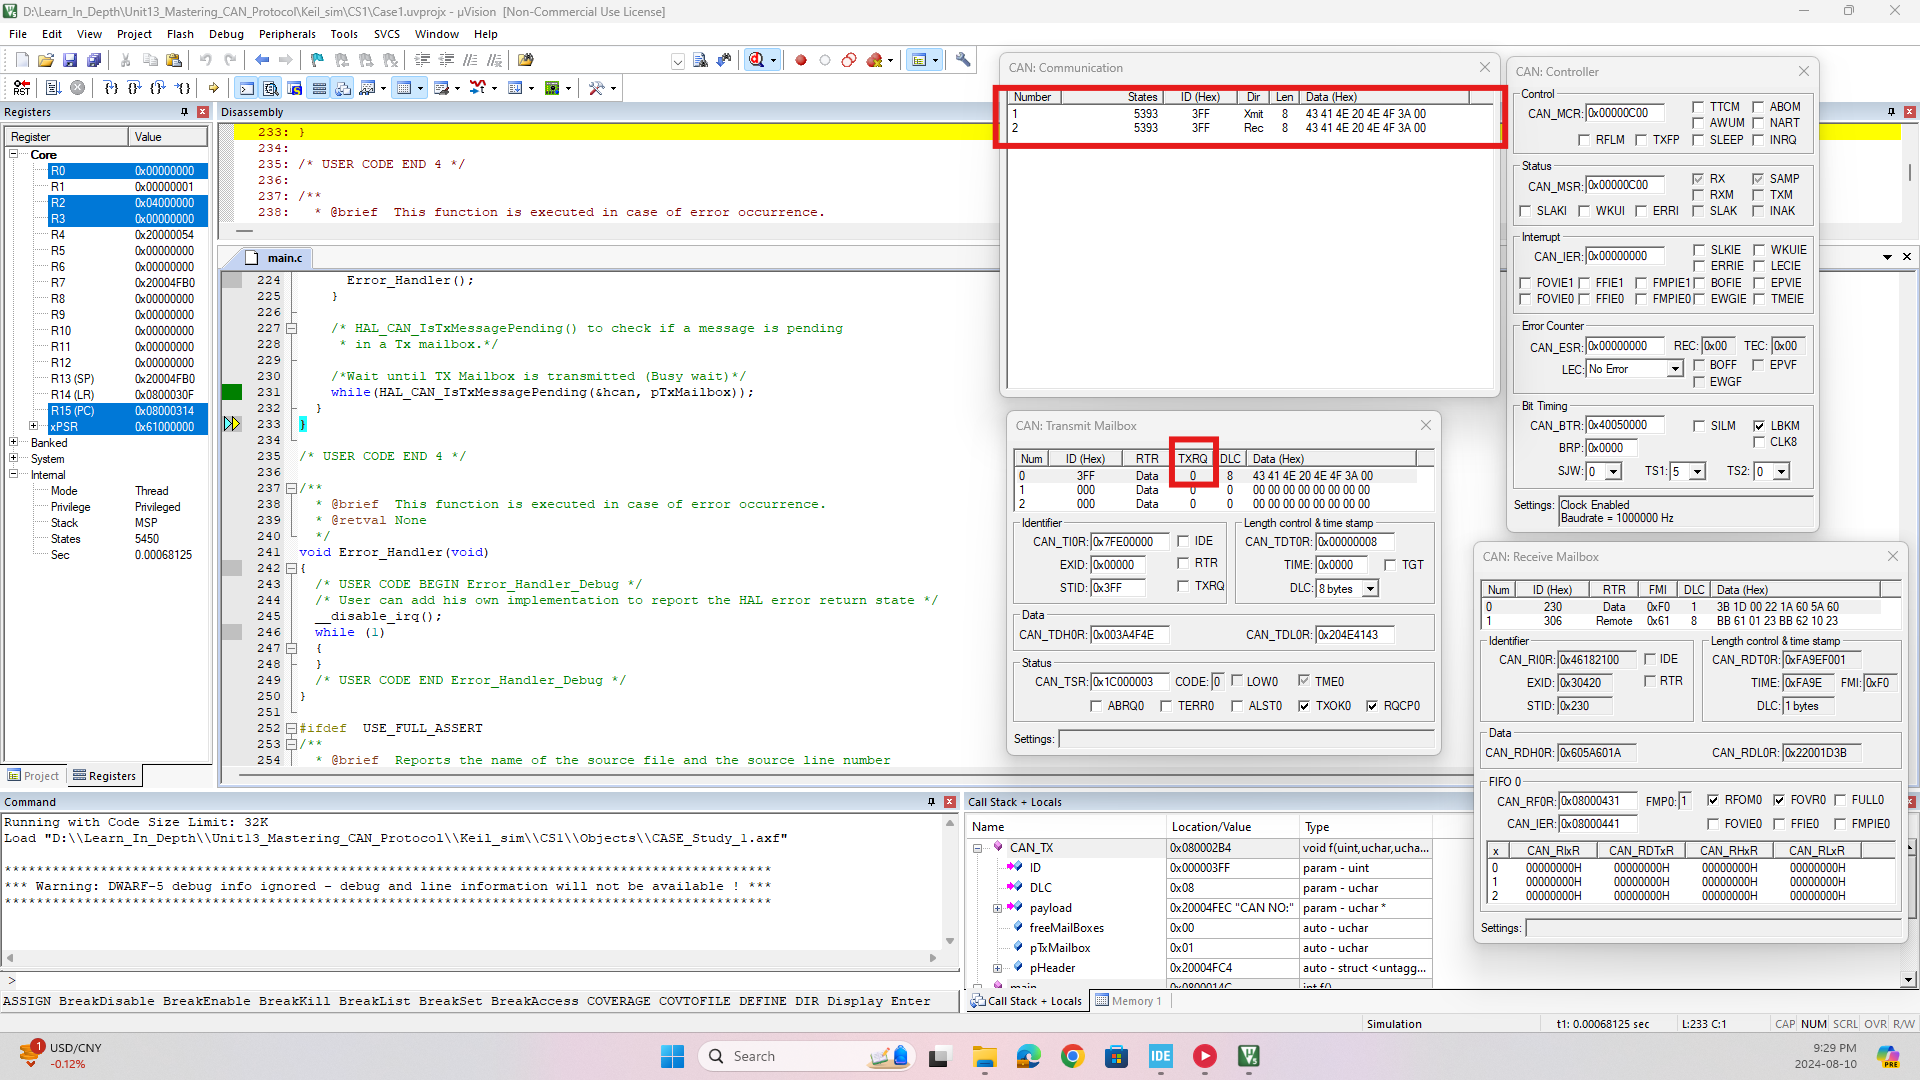 D:\Learn_In_Depth\Unit13_Mastering_CAN_Protocol\Keil_sim\CS1\Case1.uvprojx - µVision  [Non-Commercial Use License]
File Edit View Project Flash Debug Peripherals Tools SVCS Window Help
Registers
Register Value
Core
R0 0x00000000
R1 0x00000001
R2 0x04000000
R3 0x00000000
R4 0x20000054
R5 0x00000000
R6 0x00000000
R7 0x20004FB0
R8 0x00000000
R9 0x00000000
R10 0x00000000
R11 0x00000000
R12 0x00000000
R13 (SP) 0x20004FB0
R14 (LR) 0x0800030F
R15 (PC) 0x08000314
xPSR 0x61000000
Banked
System
Internal
Mode Thread
Privilege Privileged
Stack MSP
States 5450
Sec 0.00068125
Project Registers
Disassembly
233: }
234:
235: /* USER CODE END 4 */
236:
237: /**
238:  * @brief  This function is executed in case of error occurrence.
main.c
224 Error_Handler();
225 }
226
227 /* HAL_CAN_IsTxMessagePending() to check if a message is pending
228 * in a Tx mailbox.*/
229
230 /*Wait until TX Mailbox is transmitted (Busy wait)*/
231 while(HAL_CAN_IsTxMessagePending(&hcan, pTxMailbox));
232 }
233 }
234
235 /* USER CODE END 4 */
236
237 /**
238 * @brief  This function is executed in case of error occurrence.
239 * @retval None
240 */
241 void Error_Handler(void)
242 {
243 /* USER CODE BEGIN Error_Handler_Debug */
244 /* User can add his own implementation to report the HAL error return state */
245 __disable_irq();
246 while (1)
247 {
248 }
249 /* USER CODE END Error_Handler_Debug */
250 }
251
252 #ifdef  USE_FULL_ASSERT
253 /**
254 * @brief  Reports the name of the source file and the source line number
CAN: Communication
Number States ID (Hex) Dir Len Data (Hex)
1 5393 3FF Xmit 8 43 41 4E 20 4E 4F 3A 00
2 5393 3FF Rec 8 43 41 4E 20 4E 4F 3A 00
CAN: Transmit Mailbox
Num ID (Hex) RTR TXRQ DLC Data (Hex)
0 3FF Data 0 8 43 41 4E 20 4E 4F 3A 00
1 000 Data 0 0 00 00 00 00 00 00 00 00
2 000 Data 0 0 00 00 00 00 00 00 00 00
Identifier
CAN_TI0R: 0x7FE00000 IDE
EXID: 0x00000 RTR
STID: 0x3FF TXRQ
Length control & time stamp
CAN_TDT0R: 0x00000008
TIME: 0x0000 TGT
DLC: 8 bytes
Data
CAN_TDH0R: 0x003A4F4E CAN_TDL0R: 0x204E4143
Status
CAN_TSR: 0x1C000003 CODE: 0 LOW0 TME0
ABRQ0 TERR0 ALST0 TXOK0 RQCP0
Settings:
CAN: Controller
Control
CAN_MCR: 0x00000C00 TTCM ABOM
AWUM NART
RFLM TXFP SLEEP INRQ
Status
CAN_MSR: 0x00000C00 RX SAMP
RXM TXM
SLAKI WKUI ERRI SLAK INAK
Interrupt
CAN_IER: 0x00000000 SLKIE WKUIE
ERRIE LECIE
FOVIE1 FFIE1 FMPIE1 BOFIE EPVIE
FOVIE0 FFIE0 FMPIE0 EWGIE TMEIE
Error Counter
CAN_ESR: 0x00000000 REC: 0x00 TEC: 0x00
LEC: No Error BOFF EPVF
EWGF
Bit Timing
CAN_BTR: 0x40050000 SILM LBKM
BRP: 0x0000 CLK8
SJW: 0 TS1: 5 TS2: 0
Settings: Clock Enabled
Baudrate = 1000000 Hz
CAN: Receive Mailbox
Num ID (Hex) RTR FMI DLC Data (Hex)
0 230 Data 0xF0 1 3B 1D 00 22 1A 60 5A 60
1 306 Remote 0x61 8 BB 61 01 23 BB 62 10 23
Identifier
CAN_RI0R: 0x46182100 IDE
EXID: 0x30420 RTR
STID: 0x230
Length control & time stamp
CAN_RDT0R: 0xFA9EF001
TIME: 0xFA9E FMI: 0xF0
DLC: 1 bytes
Data
CAN_RDH0R: 0x605A601A CAN_RDL0R: 0x22001D3B
FIFO 0
CAN_RF0R: 0x08000431 FMP0: 1 RFOM0 FOVR0 FULL0
CAN_IER: 0x08000441 FOVIE0 FFIE0 FMPIE0
x CAN_RIxR CAN_RDTxR CAN_RHxR CAN_RLxR
0 00000000H 00000000H 00000000H 00000000H
1 00000000H 00000000H 00000000H 00000000H
2 00000000H 00000000H 00000000H 00000000H
Settings:
Command
Running with Code Size Limit: 32K
Load "D:\\Learn_In_Depth\\Unit13_Mastering_CAN_Protocol\\Keil_sim\\CS1\\Objects\\CASE_Study_1.axf"
*** Warning: DWARF-5 debug info ignored - debug and line information will not be available ! ***
>
ASSIGN BreakDisable BreakEnable BreakKill BreakList BreakSet BreakAccess COVERAGE COVTOFILE DEFINE DIR Display Enter
Call Stack + Locals
Name Location/Value Type
CAN_TX 0x080002B4 void f(uint,uchar,ucha...
ID 0x000003FF param - uint
DLC 0x08 param - uchar
payload 0x20004FEC "CAN NO:" param - uchar *
freeMailBoxes 0x00 auto - uchar
pTxMailbox 0x01 auto - uchar
pHeader 0x20004FC4 auto - struct <untagg...
main 0x0800014C int f()
Call Stack + Locals Memory 1
Simulation t1: 0.00068125 sec L:233 C:1 CAP NUM SCRL OVR R/W
1 USD/CNY
-0.12%
Search
IDE
9:29 PM
2024-08-10
PRE